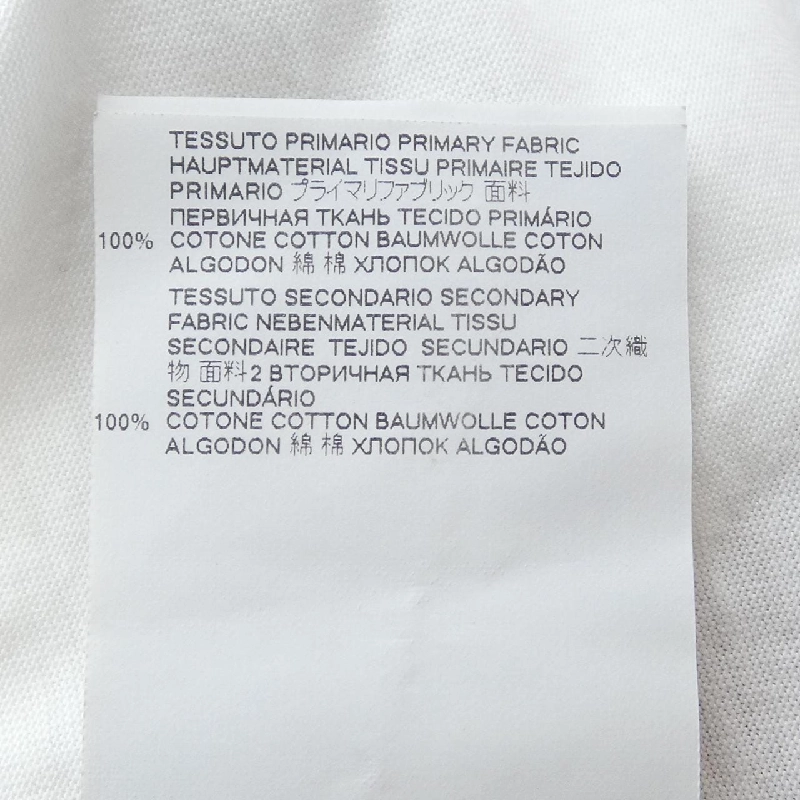 TESSUTO PRIMARIO PRIMARY FABRIC
HAUPTMATERIAL TISSU PRIMAIRE TEJIDO
PRIMARIO プライマリファブリック 面料
ПЕРВИЧНАЯ ТКАНЬ TECIDO PRIMÁRIO
100% COTONE COTTON BAUMWOLLE COTON
ALGODON 綿 棉 ХЛОПОК ALGODÃO
TESSUTO SECONDARIO SECONDARY
FABRIC NEBENMATERIAL TISSU
SECONDAIRE TEJIDO SECUNDARIO 二次織
物 面料2 ВТОРИЧНАЯ ТКАНЬ TECIDO
SECUNDÁRIO
100% COTONE COTTON BAUMWOLLE COTON
ALGODON 綿 棉 ХЛОПОК ALGODÃO